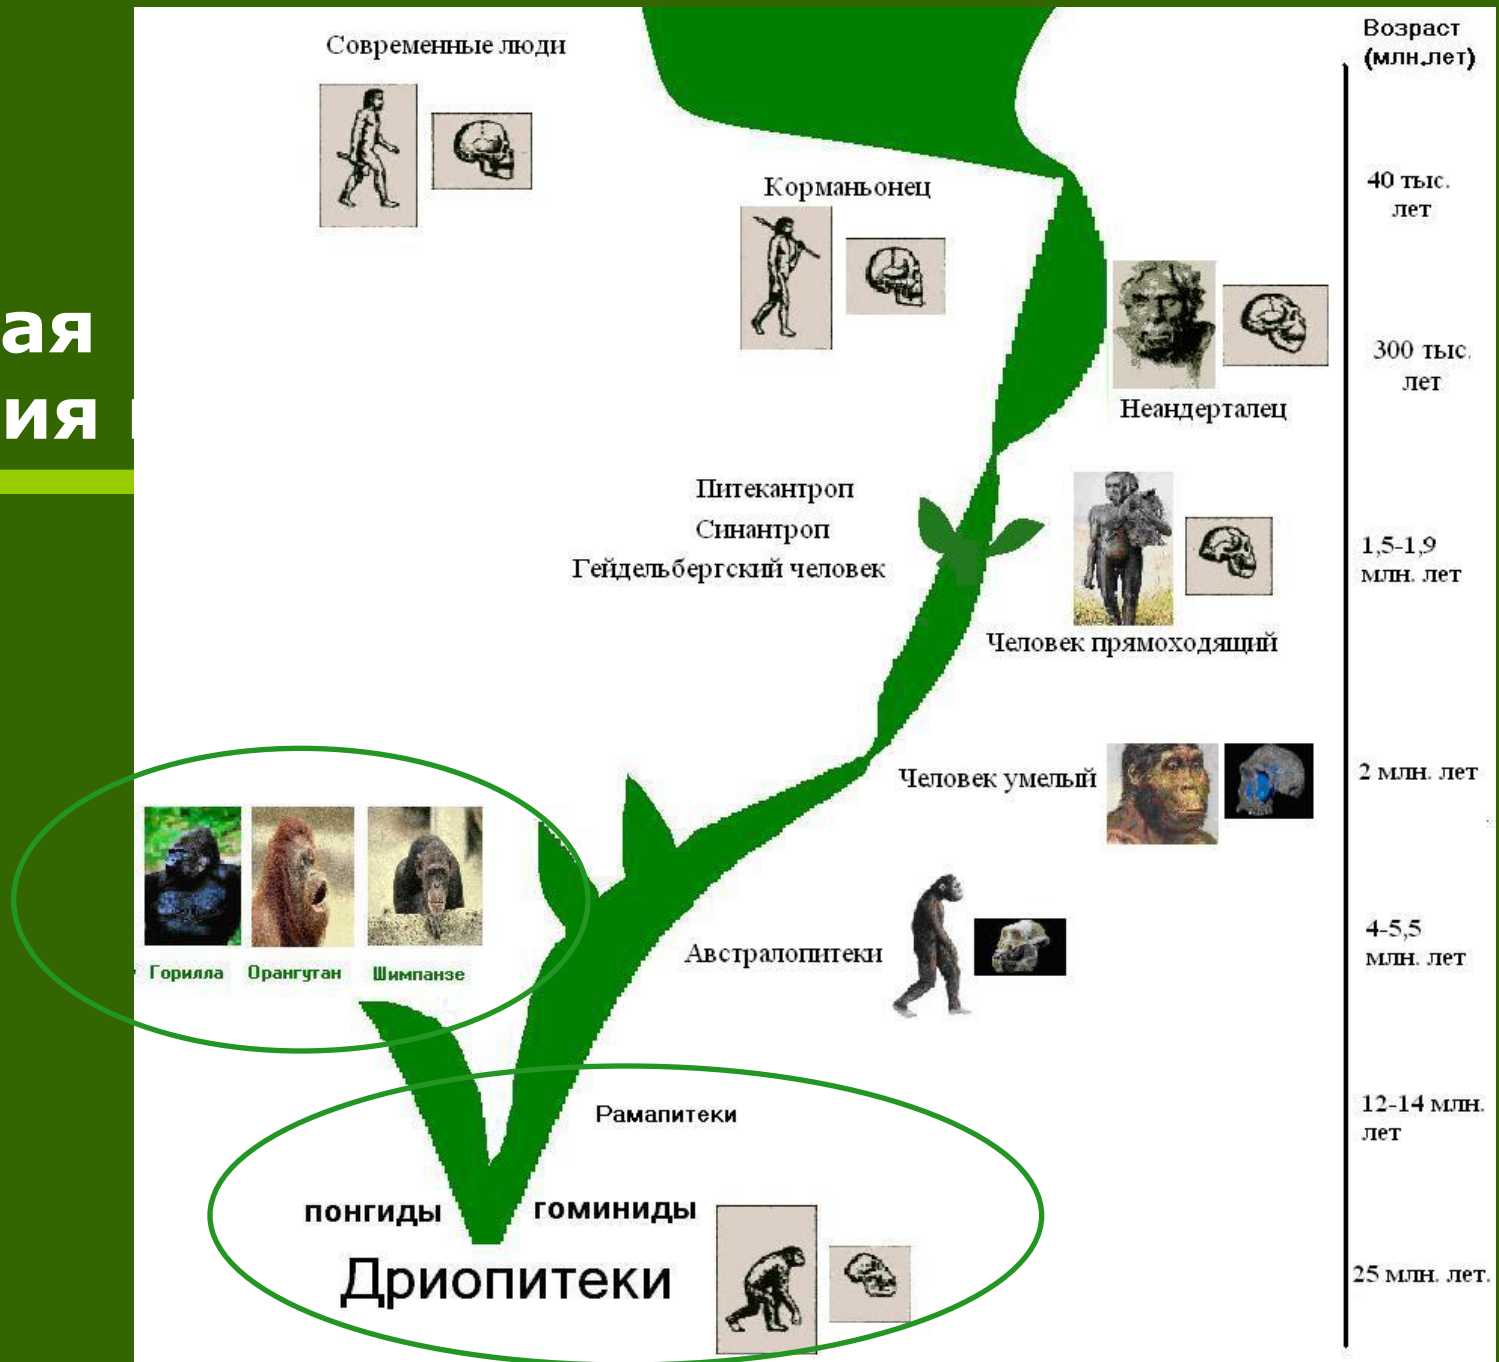 Современные люди
Возраст
(млн.лет)
Корманьонец
40 тыс.
лет
ая
300 тыс.
лет
ия
Неандерталец
Питекантроп
Синантроп
Гейдельбергский человек
1,5-1,9
млн. лет
Человек прямоходящий
Человек умелый
2 млн. лет
Австралопитеки
4-5,5
млн. лет
Горилла Орангутан Шимпанзе
Рамапитеки
12-14 млн.
лет
понгиды гоминиды
Дриопитеки
25 млн. лет.